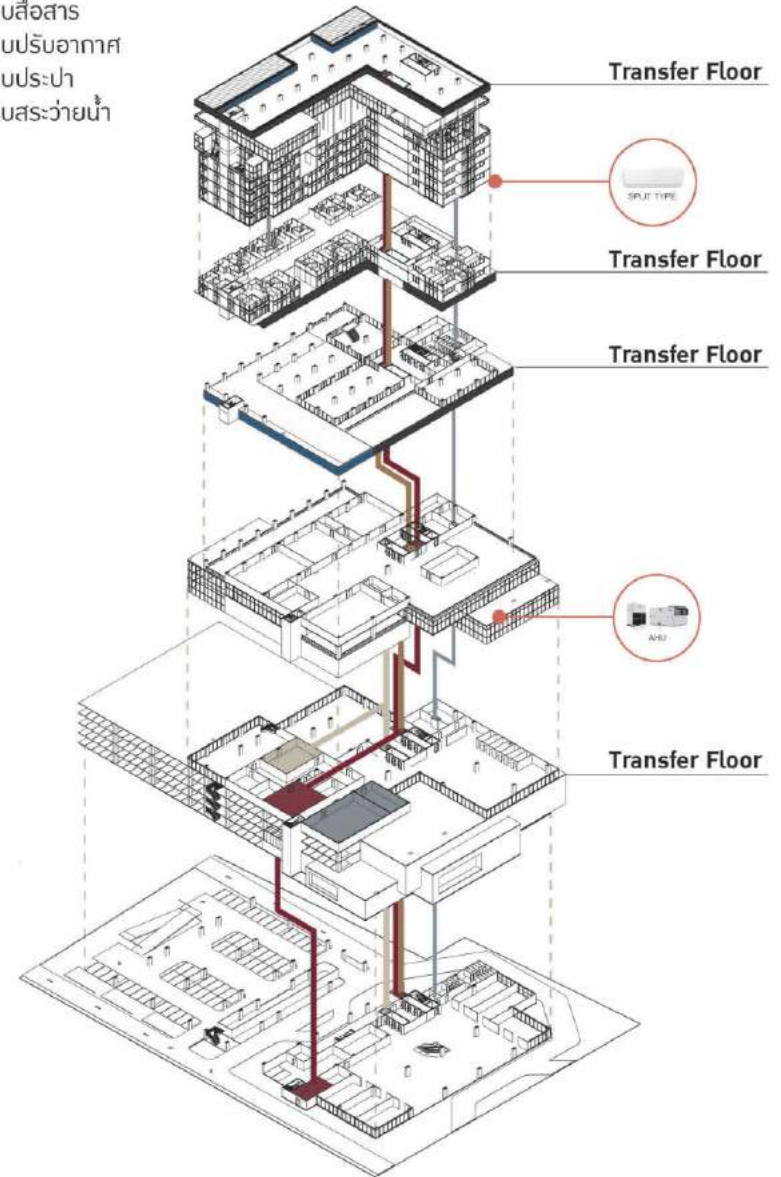 บสื่อสาร
บปรับอากาศ
บประปา
บสระว่ายน้ำ
Transfer Floor
SPLIT TYPE
Transfer Floor
Transfer Floor
AHU
Transfer Floor